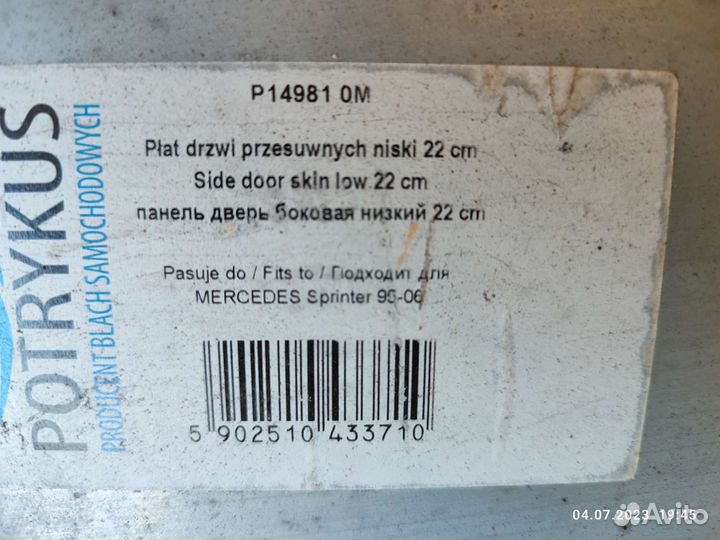 P14981 0M
Płat drzwi przesuwnych niski 22 cm
Side door skin low 22 cm
панель дверь боковая низкий 22 cm
Pasuje do / Fits to / Подходит для
MERCEDES Sprinter 95-06
5 902510 433710
POTRYKUS
PRODUCENT BLACH SAMOCHODOWYCH
04.07.2023 19:45
Avito